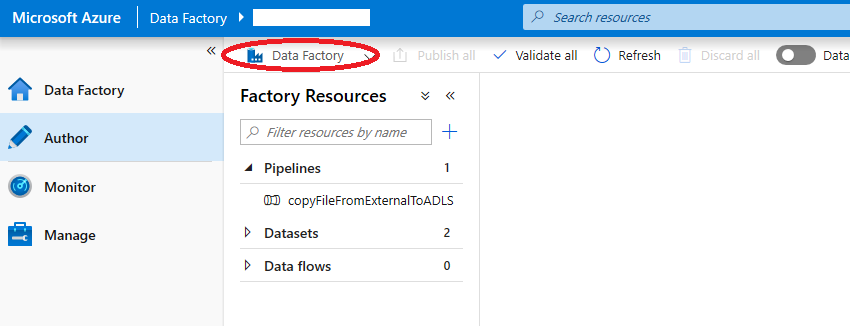 Microsoft Azure Data Factory Search resources
Data Factory Publish all Validate all Refresh Discard all Data
Data Factory
Author
Monitor
Manage
Factory Resources
Filter resources by name
Pipelines 1
copyFileFromExternalToADLS
Datasets 2
Data flows 0